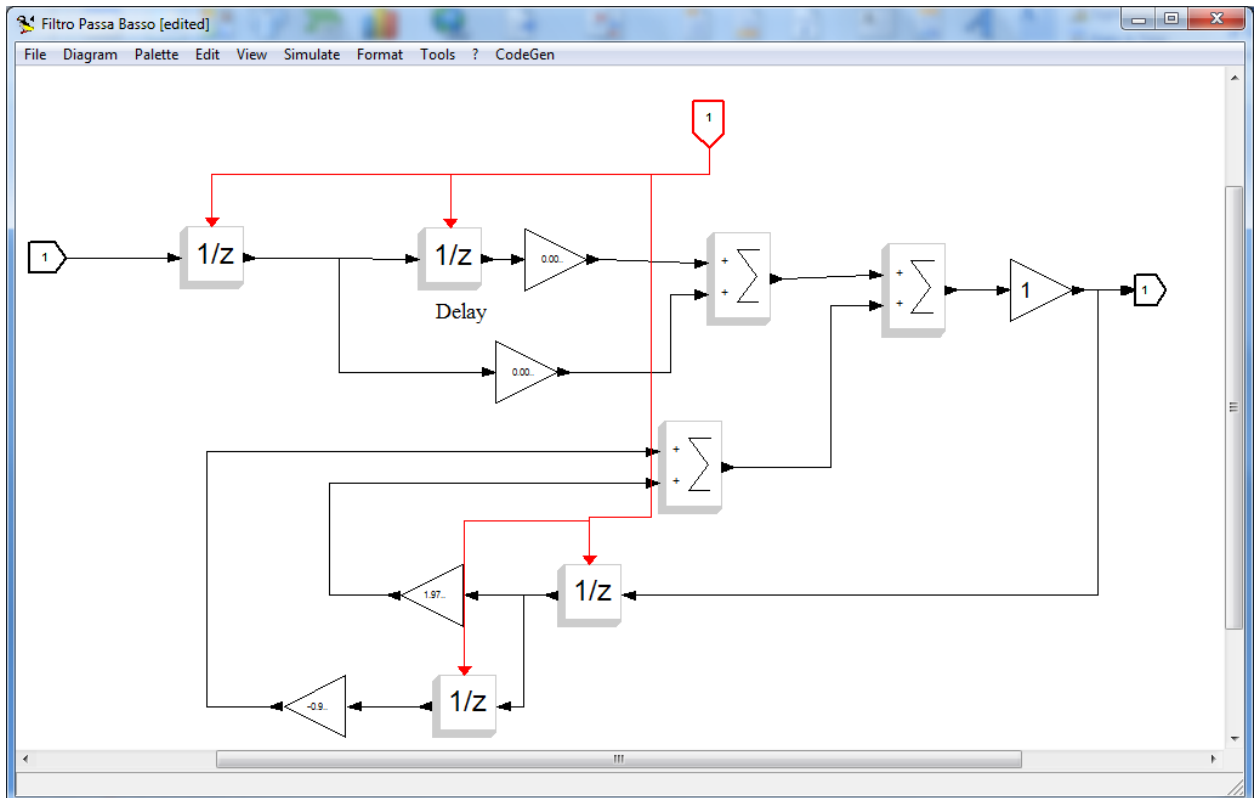 Filtro Passa Basso [edited]
File Diagram Palette Edit View Simulate Format Tools ? CodeGen
1
1 1/z 1/z 0.00.. + + Σ + + Σ 1 1
Delay
0.00..
+ + Σ
1.97.. 1/z
-0.9.. 1/z